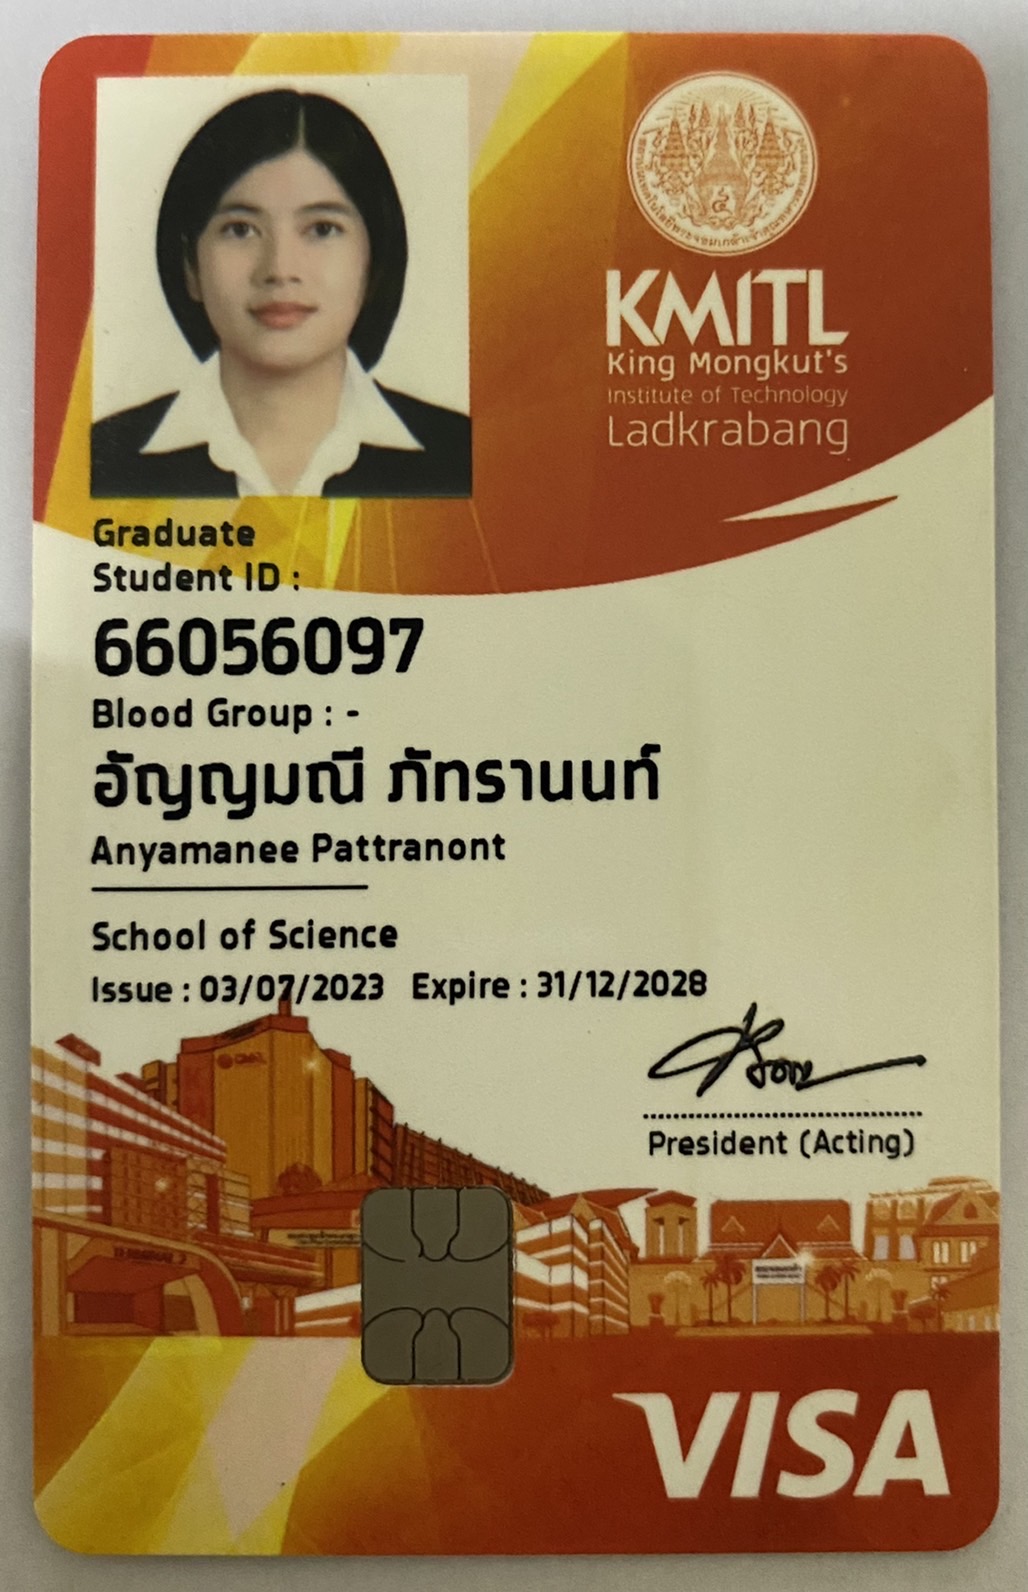 KMITL
King Mongkut's
Institute of Technology
Ladkrabang
Graduate
Student ID :
66056097
Blood Group : -
อัญญมณี ภัทรานนท์
Anyamanee Pattranont
School of Science
Issue : 03/07/2023 Expire : 31/12/2028
President (Acting)
VISA